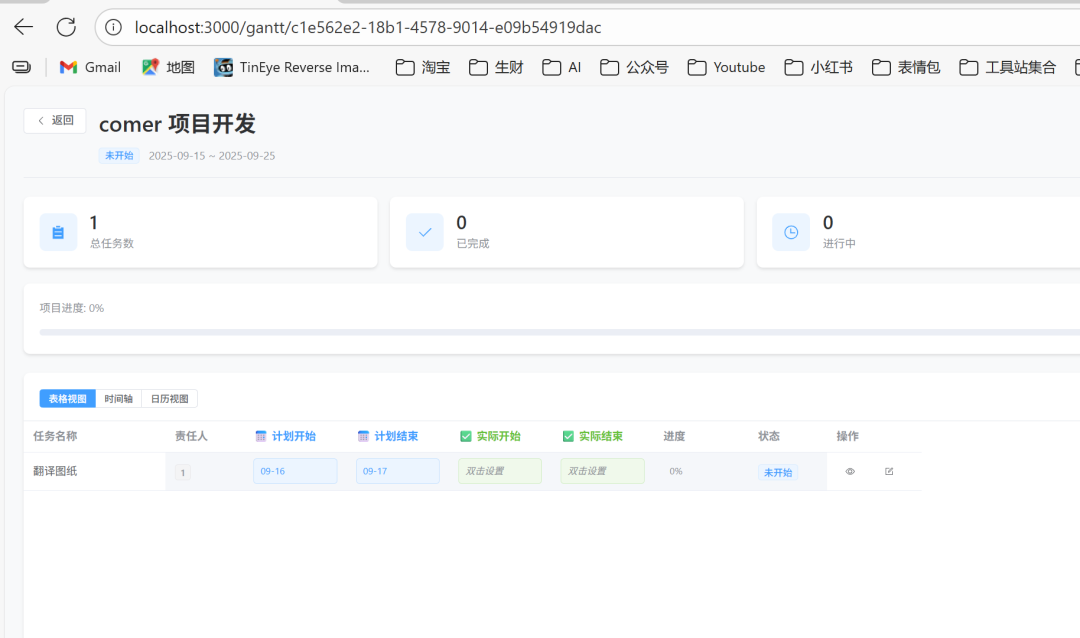 localhost:3000/gantt/c1e562e2-18b1-4578-9014-e09b54919dac
Gmail 地图 TinEye Reverse Ima... 淘宝 生财 AI 公众号 Youtube 小红书 表情包 工具站集合
返回 comer 项目开发
未开始 2025-09-15 ~ 2025-09-25
1 0 0
总任务数 已完成 进行中
项目进度: 0%
表格视图 时间轴 日历视图
任务名称 责任人 计划开始 计划结束 实际开始 实际结束 进度 状态 操作
翻译图纸 1 09-16 09-17 双击设置 双击设置 0% 未开始